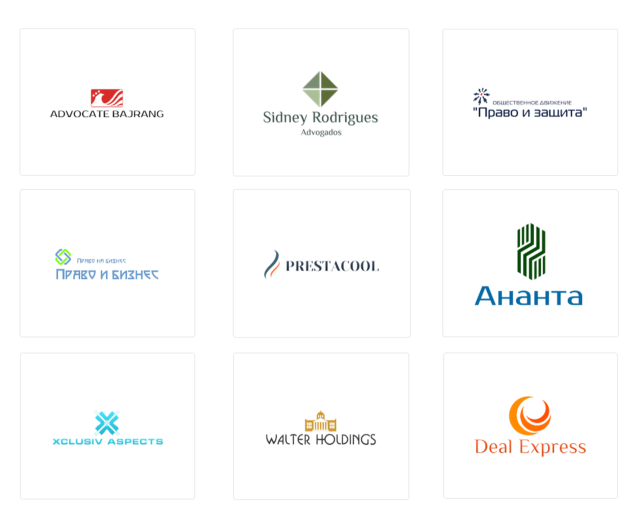 ADVOCATE BAJRANG
Sidney Rodrigues
Advogados
ОБЩЕСТВЕННОЕ ДВИЖЕНИЕ
"Право и защита"
Право на бизнес
Право и бизнес
PRESTACOOL
Ананта
XCLUSIV ASPECTS
WALTER HOLDINGS
Deal Express